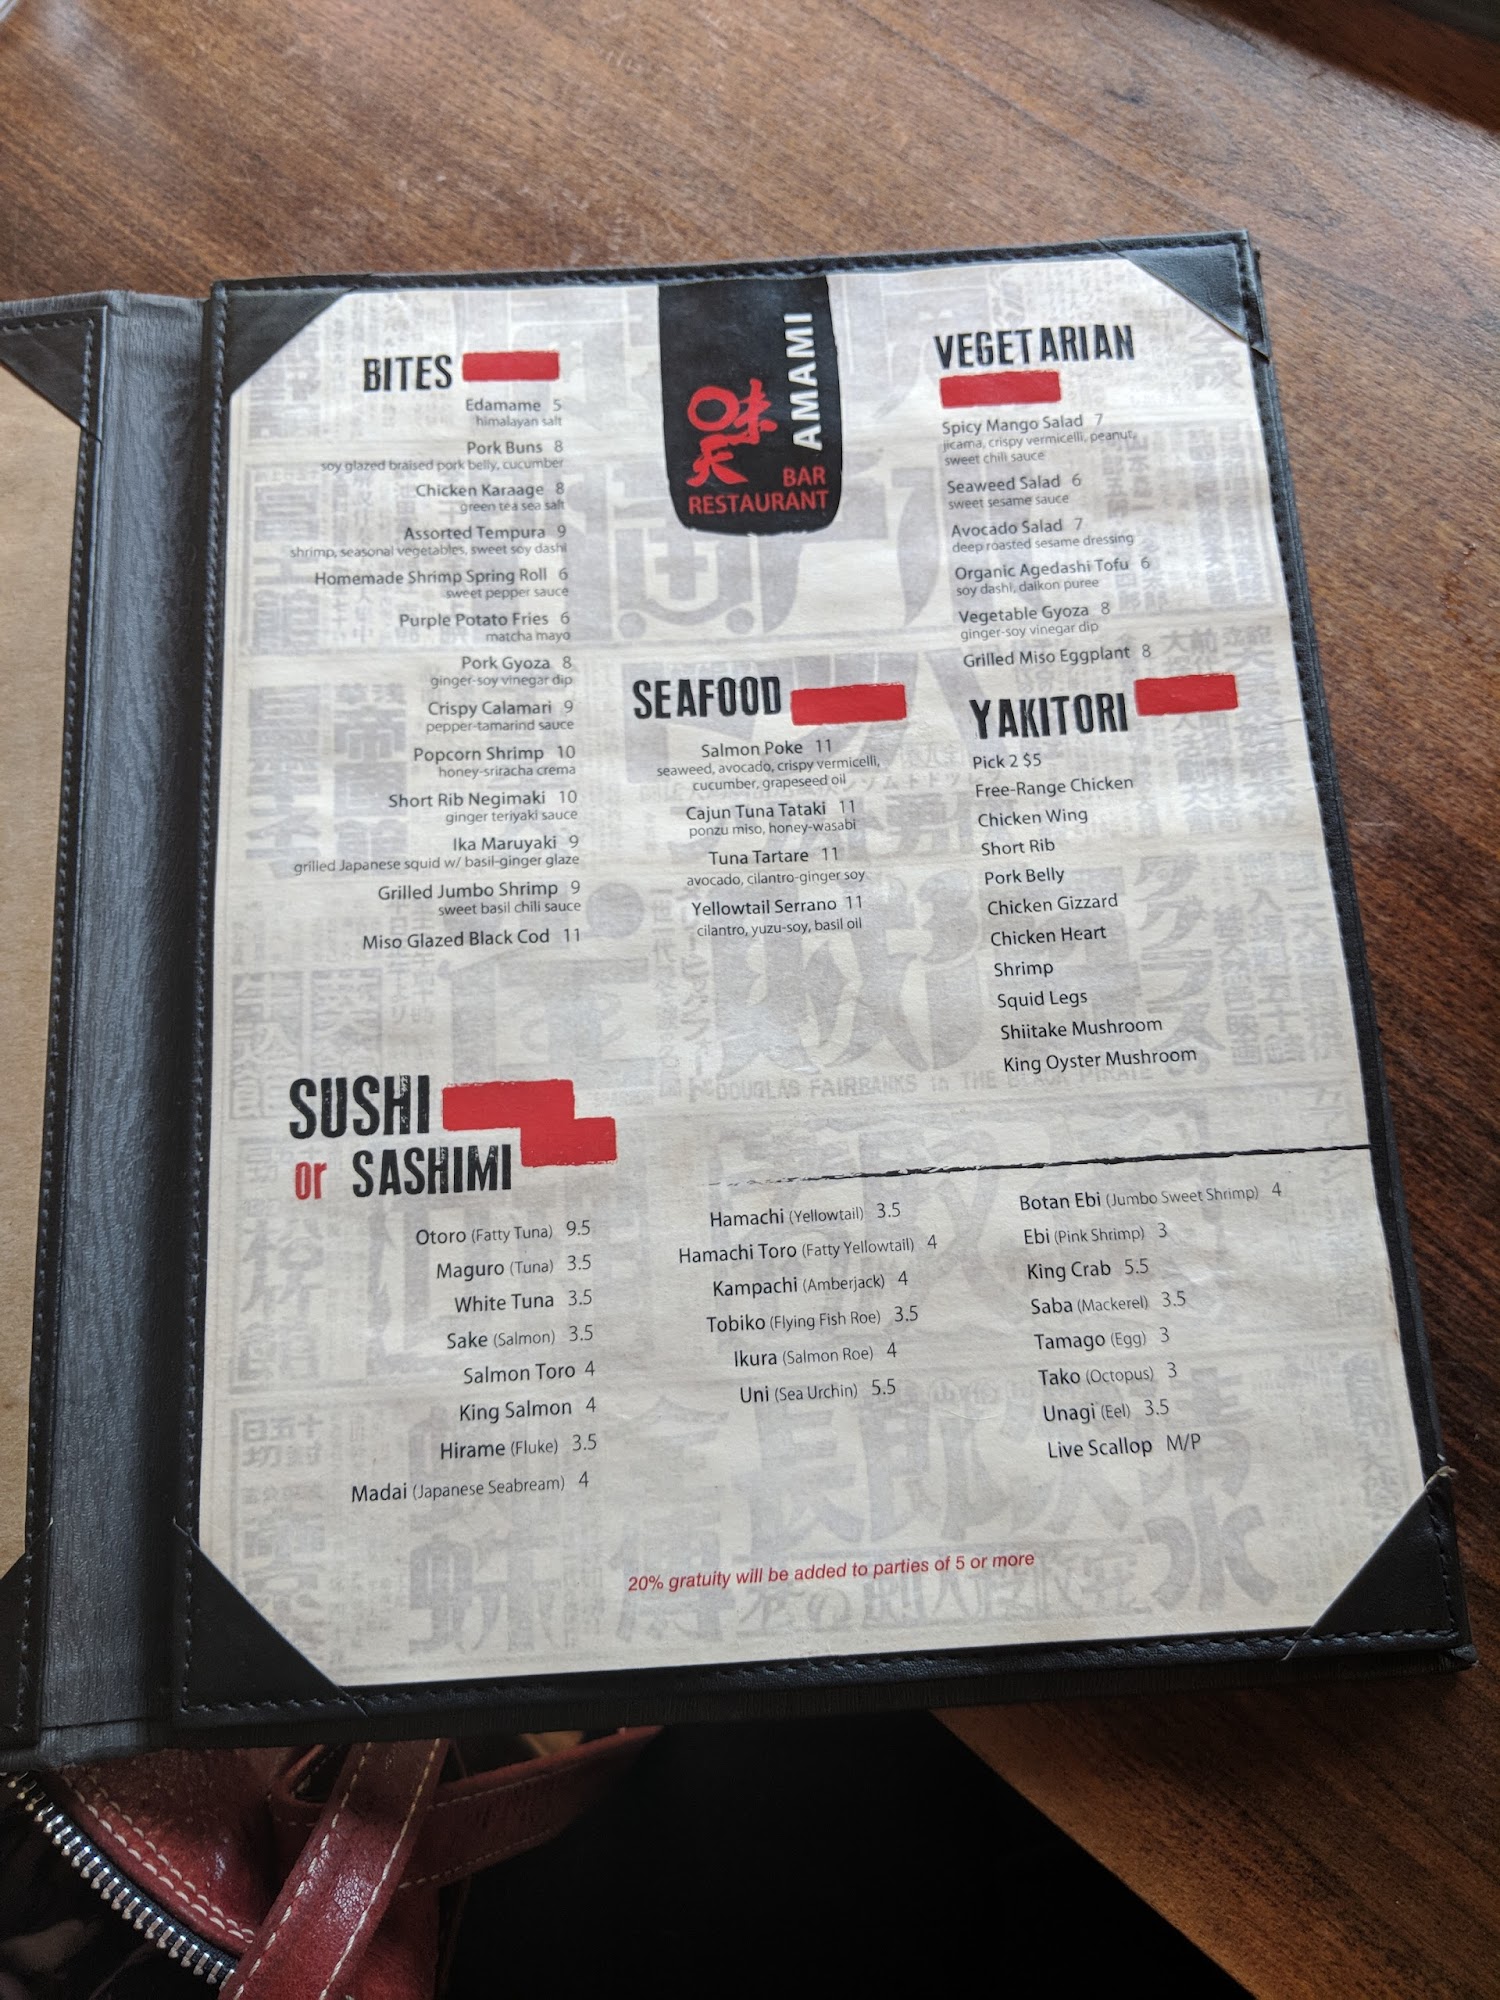 AMAMI
BAR
RESTAURANT
BITES
Edamame 5
himalayan salt
Pork Buns 8
soy glazed braised pork belly, cucumber
Chicken Karaage 8
green tea sea salt
Assorted Tempura 9
shrimp, seasonal vegetables, sweet soy dashi
Homemade Shrimp Spring Roll 6
sweet pepper sauce
Purple Potato Fries 6
matcha mayo
Pork Gyoza 8
ginger-soy vinegar dip
Crispy Calamari 9
pepper-tamarind sauce
Popcorn Shrimp 10
honey-sriracha crema
Short Rib Negimaki 10
ginger teriyaki sauce
Ika Maruyaki 9
grilled Japanese squid w/ basil-ginger glaze
Grilled Jumbo Shrimp 9
sweet basil chili sauce
Miso Glazed Black Cod 11
SEAFOOD
Salmon Poke 11
seaweed, avocado, crispy vermicelli,
cucumber, grapeseed oil
Cajun Tuna Tataki 11
ponzu miso, honey-wasabi
Tuna Tartare 11
avocado, cilantro-ginger soy
Yellowtail Serrano 11
cilantro, yuzu-soy, basil oil
VEGETARIAN
Spicy Mango Salad 7
jicama, crispy vermicelli, peanut,
sweet chili sauce
Seaweed Salad 6
sweet sesame sauce
Avocado Salad 7
deep roasted sesame dressing
Organic Agedashi Tofu 6
soy dashi, daikon puree
Vegetable Gyoza 8
ginger-soy vinegar dip
Grilled Miso Eggplant 8
YAKITORI
Pick 2 $5
Free-Range Chicken
Chicken Wing
Short Rib
Pork Belly
Chicken Gizzard
Chicken Heart
Shrimp
Squid Legs
Shiitake Mushroom
King Oyster Mushroom
DOUGLAS FAIRBANKS in THE BLACK PIRATE
SUSHI
or SASHIMI
Otoro (Fatty Tuna) 9.5
Maguro (Tuna) 3.5
White Tuna 3.5
Sake (Salmon) 3.5
Salmon Toro 4
King Salmon 4
Hirame (Fluke) 3.5
Madai (Japanese Seabream) 4
Hamachi (Yellowtail) 3.5
Hamachi Toro (Fatty Yellowtail) 4
Kampachi (Amberjack) 4
Tobiko (Flying Fish Roe) 3.5
Ikura (Salmon Roe) 4
Uni (Sea Urchin) 5.5
Botan Ebi (Jumbo Sweet Shrimp) 4
Ebi (Pink Shrimp) 3
King Crab 5.5
Saba (Mackerel) 3.5
Tamago (Egg) 3
Tako (Octopus) 3
Unagi (Eel) 3.5
Live Scallop M/P
20% gratuity will be added to parties of 5 or more